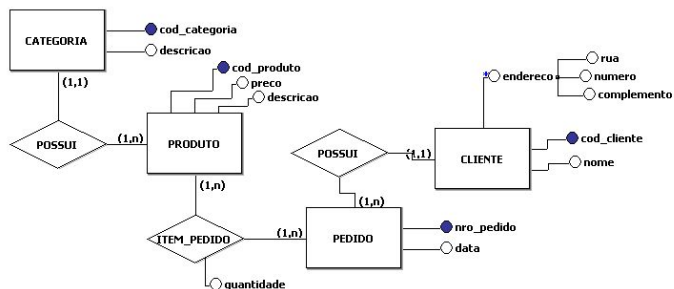 CATEGORIA
cod_categoria
descricao
(1,1)
POSSUI
(1,n)
PRODUTO
cod_produto
preco
descricao
(1,n)
ITEM_PEDIDO
quantidade
(1,n)
PEDIDO
nro_pedido
data
(1,n)
POSSUI
(1,1)
CLIENTE
endereco
rua
numero
complemento
cod_cliente
nome